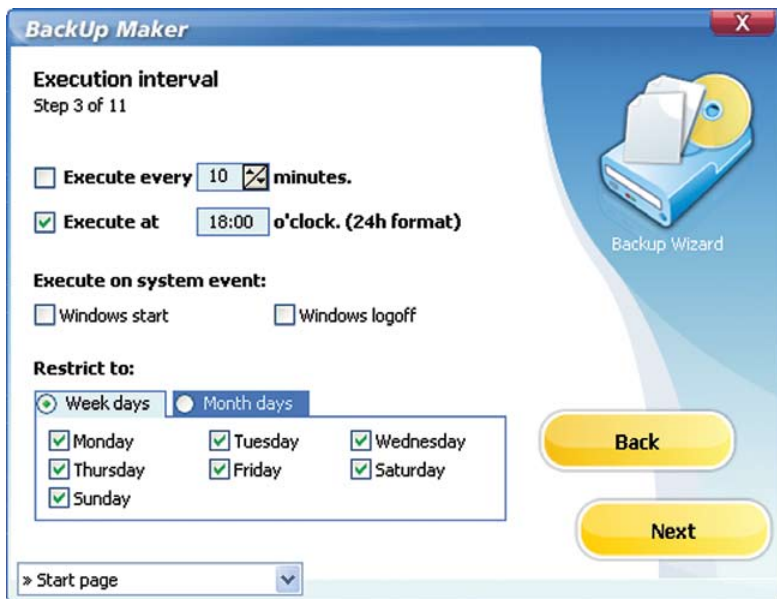 BackUp Maker
X
Execution interval
Step 3 of 11
Execute every 10 minutes.
Execute at 18:00 o'clock. (24h format)
Backup Wizard
Execute on system event:
Windows start Windows logoff
Restrict to:
Week days Month days
Monday Tuesday Wednesday
Thursday Friday Saturday
Sunday
Back
Next
» Start page